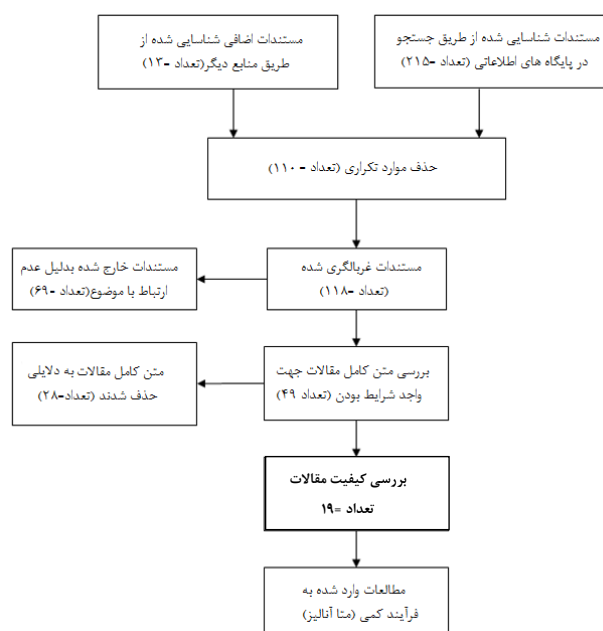 مستندات شناسایی شده از طریق جستجو
در پایگاه های اطلاعاتی (تعداد -۲۱۵)
مستندات اضافی شناسایی شده از
طریق منابع دیگر(تعداد -۱۳)
حذف موارد تکراری (تعداد - ۱۱۰)
مستندات غربالگری شده
(تعداد -۱۱۸)
مستندات خارج شده بدلیل عدم
ارتباط با موضوع(تعداد -۶۹)
بررسی متن کامل مقالات جهت
واجد شرایط بودن (تعداد ۴۹)
متن کامل مقالات به دلایلی
حذف شدند (تعداد-۲۸)
بررسی کیفیت مقالات
تعداد =۱۹
مطالعات وارد شده به
فرآیند کمی (متا آنالیز)